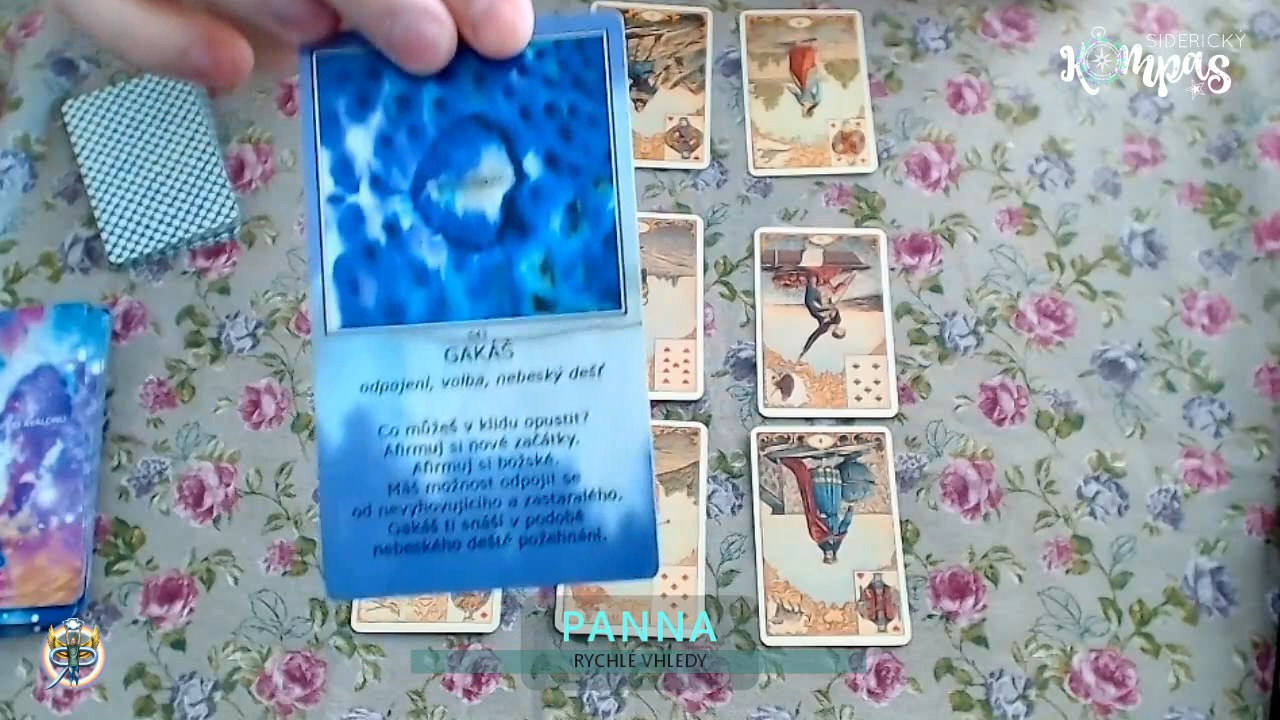 SIDERICKÝ
KOMPAS
GAKÁŠ
odpojení, volba, nebeský déšť
Co můžeš v klidu opustit?
Afirmuj si nové začátky.
Afirmuj si božské.
Máš možnost odpojit se
od nevyhovujícího a zastaralého.
Gakáš ti snáší v podobě
nebeského deště požehnání.
PANNA
RYCHLÉ VHLEDY